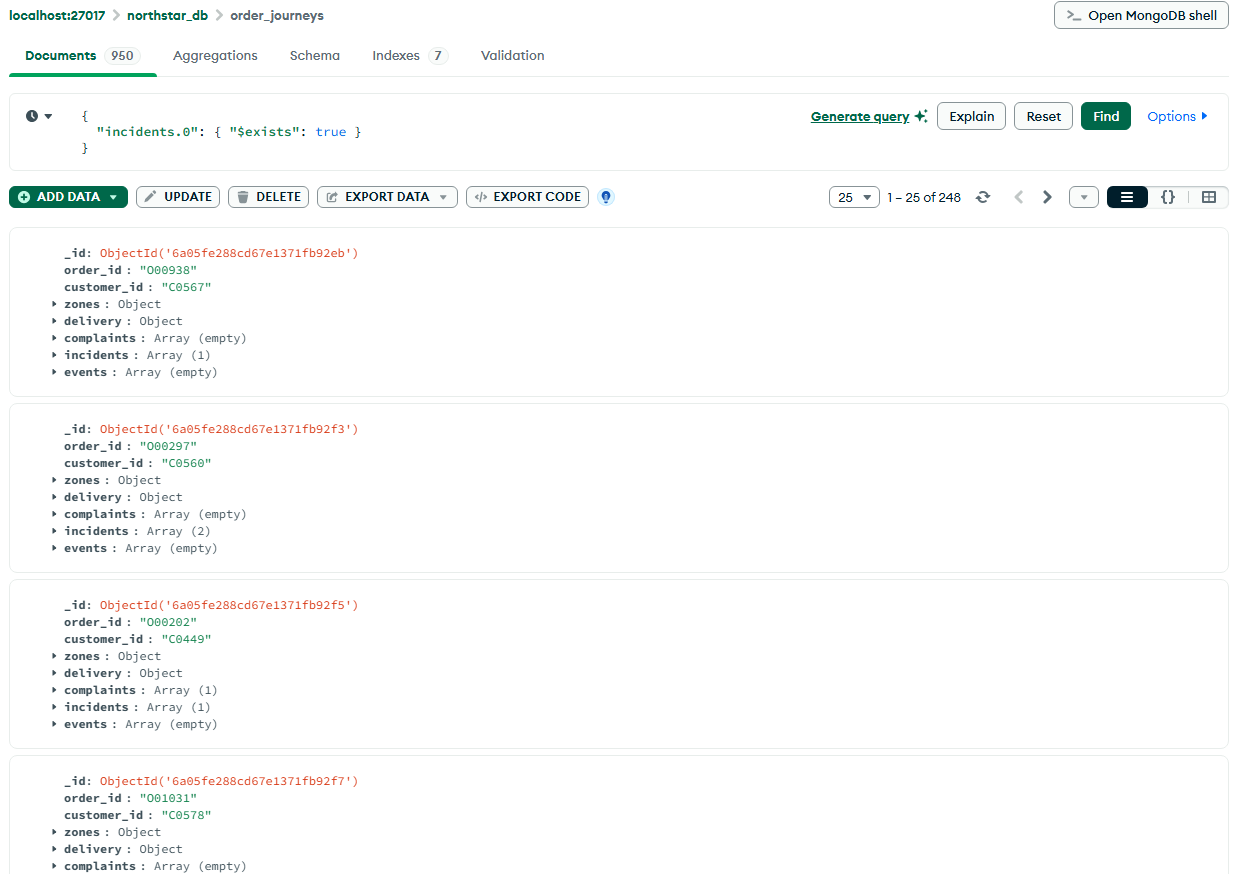 localhost:27017 > northstar_db > order_journeys
>_ Open MongoDB shell
Documents 950 Aggregations Schema Indexes 7 Validation
{
"incidents.0": { "$exists": true }
}
Generate query Explain Reset Find Options
ADD DATA UPDATE DELETE EXPORT DATA </> EXPORT CODE 25 1 – 25 of 248 {}
_id: ObjectId('6a05fe288cd67e1371fb92eb')
order_id : "O00938"
customer_id : "C0567"
zones : Object
delivery : Object
complaints : Array (empty)
incidents : Array (1)
events : Array (empty)
_id: ObjectId('6a05fe288cd67e1371fb92f3')
order_id : "O00297"
customer_id : "C0560"
zones : Object
delivery : Object
complaints : Array (empty)
incidents : Array (2)
events : Array (empty)
_id: ObjectId('6a05fe288cd67e1371fb92f5')
order_id : "O00202"
customer_id : "C0449"
zones : Object
delivery : Object
complaints : Array (1)
incidents : Array (1)
events : Array (empty)
_id: ObjectId('6a05fe288cd67e1371fb92f7')
order_id : "O01031"
customer_id : "C0578"
zones : Object
delivery : Object
complaints : Array (empty)